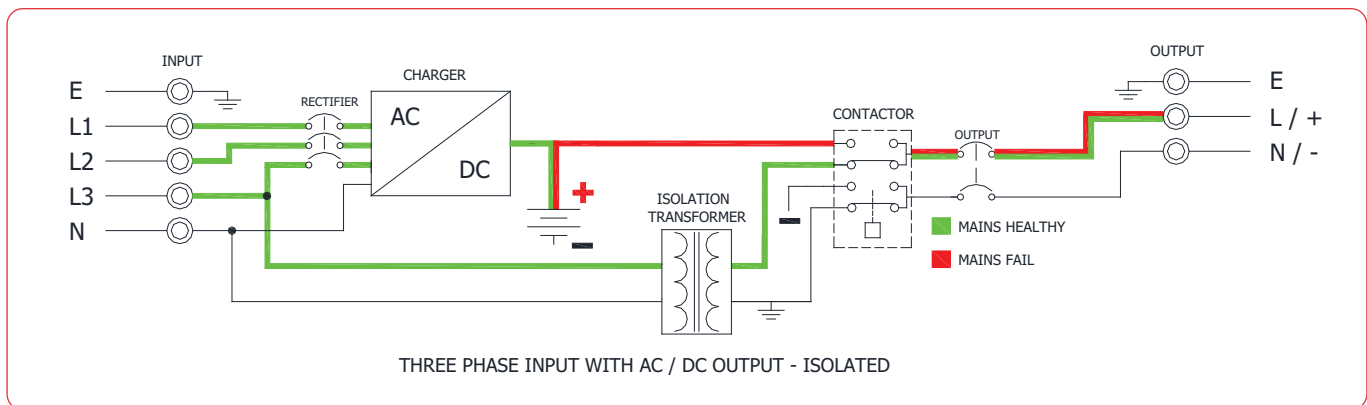 INPUT
E
L1
L2
L3
N
RECTIFIER
CHARGER
AC
DC
+
-
ISOLATION
TRANSFORMER
-
CONTACTOR
OUTPUT
OUTPUT
E
L / +
N / -
MAINS HEALTHY
MAINS FAIL
THREE PHASE INPUT WITH AC / DC OUTPUT - ISOLATED